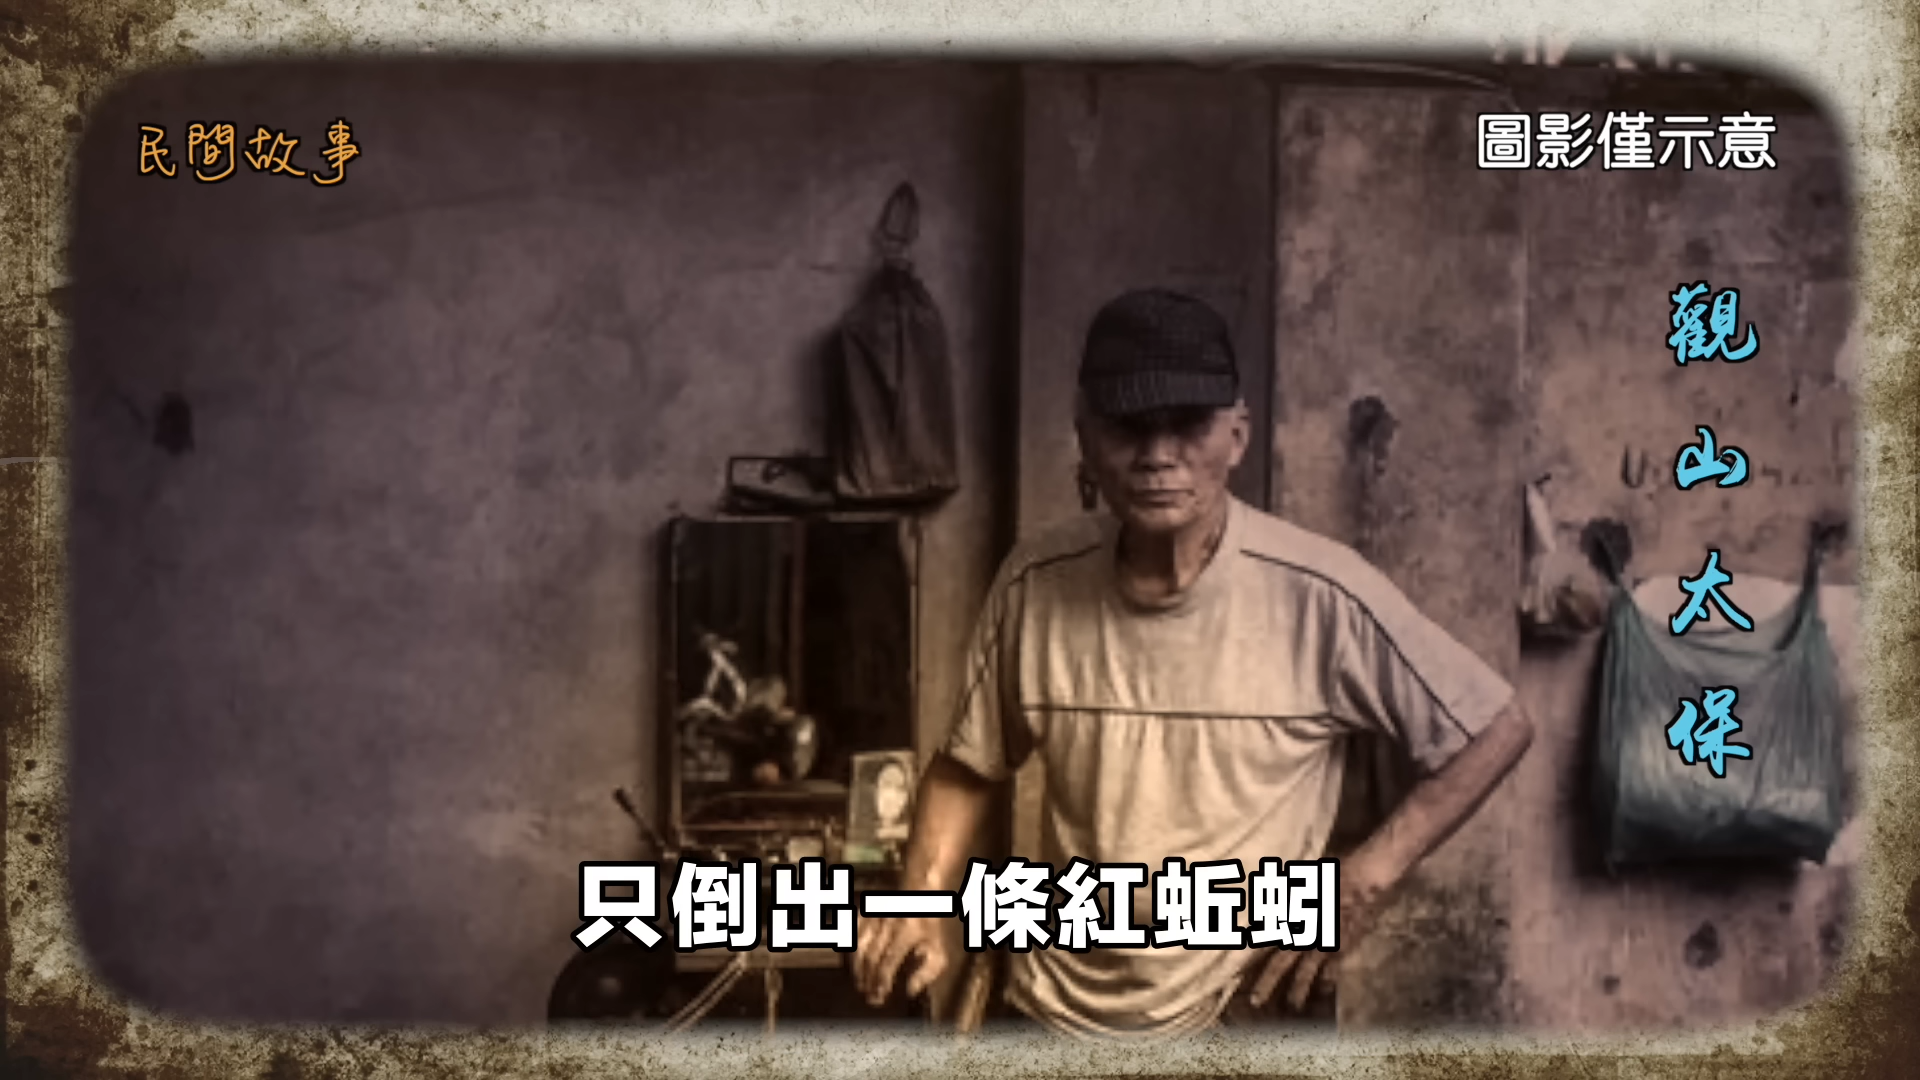 民間故事
圖影僅示意
觀山太保
只倒出一條紅蚯蚓